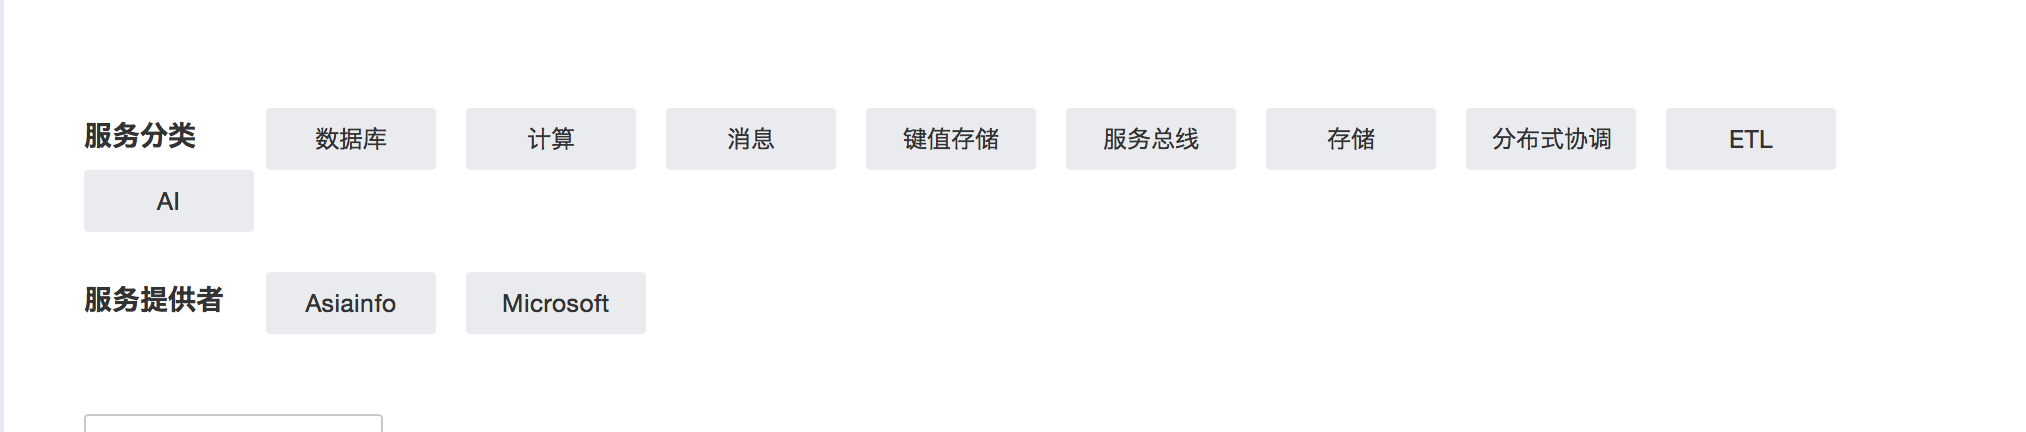 服务分类 数据库 计算 消息 键值存储 服务总线 存储 分布式协调 ETL
AI
服务提供者 Asiainfo Microsoft